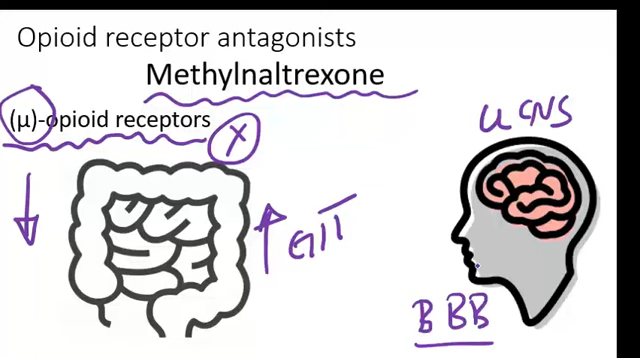 Opioid receptor antagonists
Methylnaltrexone
(μ)-opioid receptors
X
μ CNS
GIT
BBB